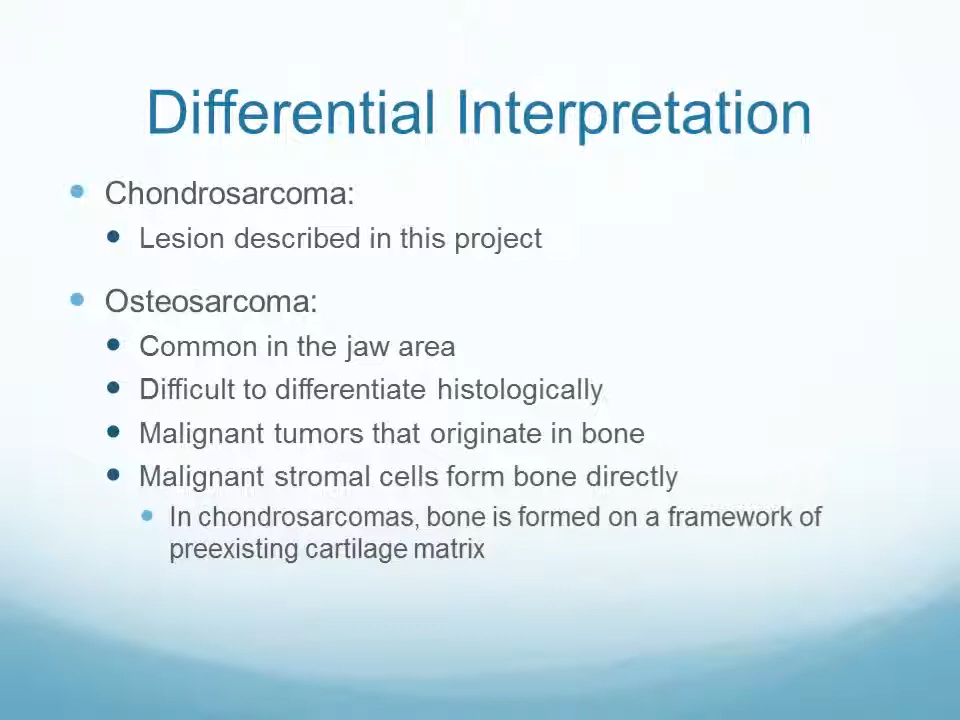 Differential Interpretation
Chondrosarcoma:
Lesion described in this project
Osteosarcoma:
Common in the jaw area
Difficult to differentiate histologically
Malignant tumors that originate in bone
Malignant stromal cells form bone directly
In chondrosarcomas, bone is formed on a framework of
preexisting cartilage matrix